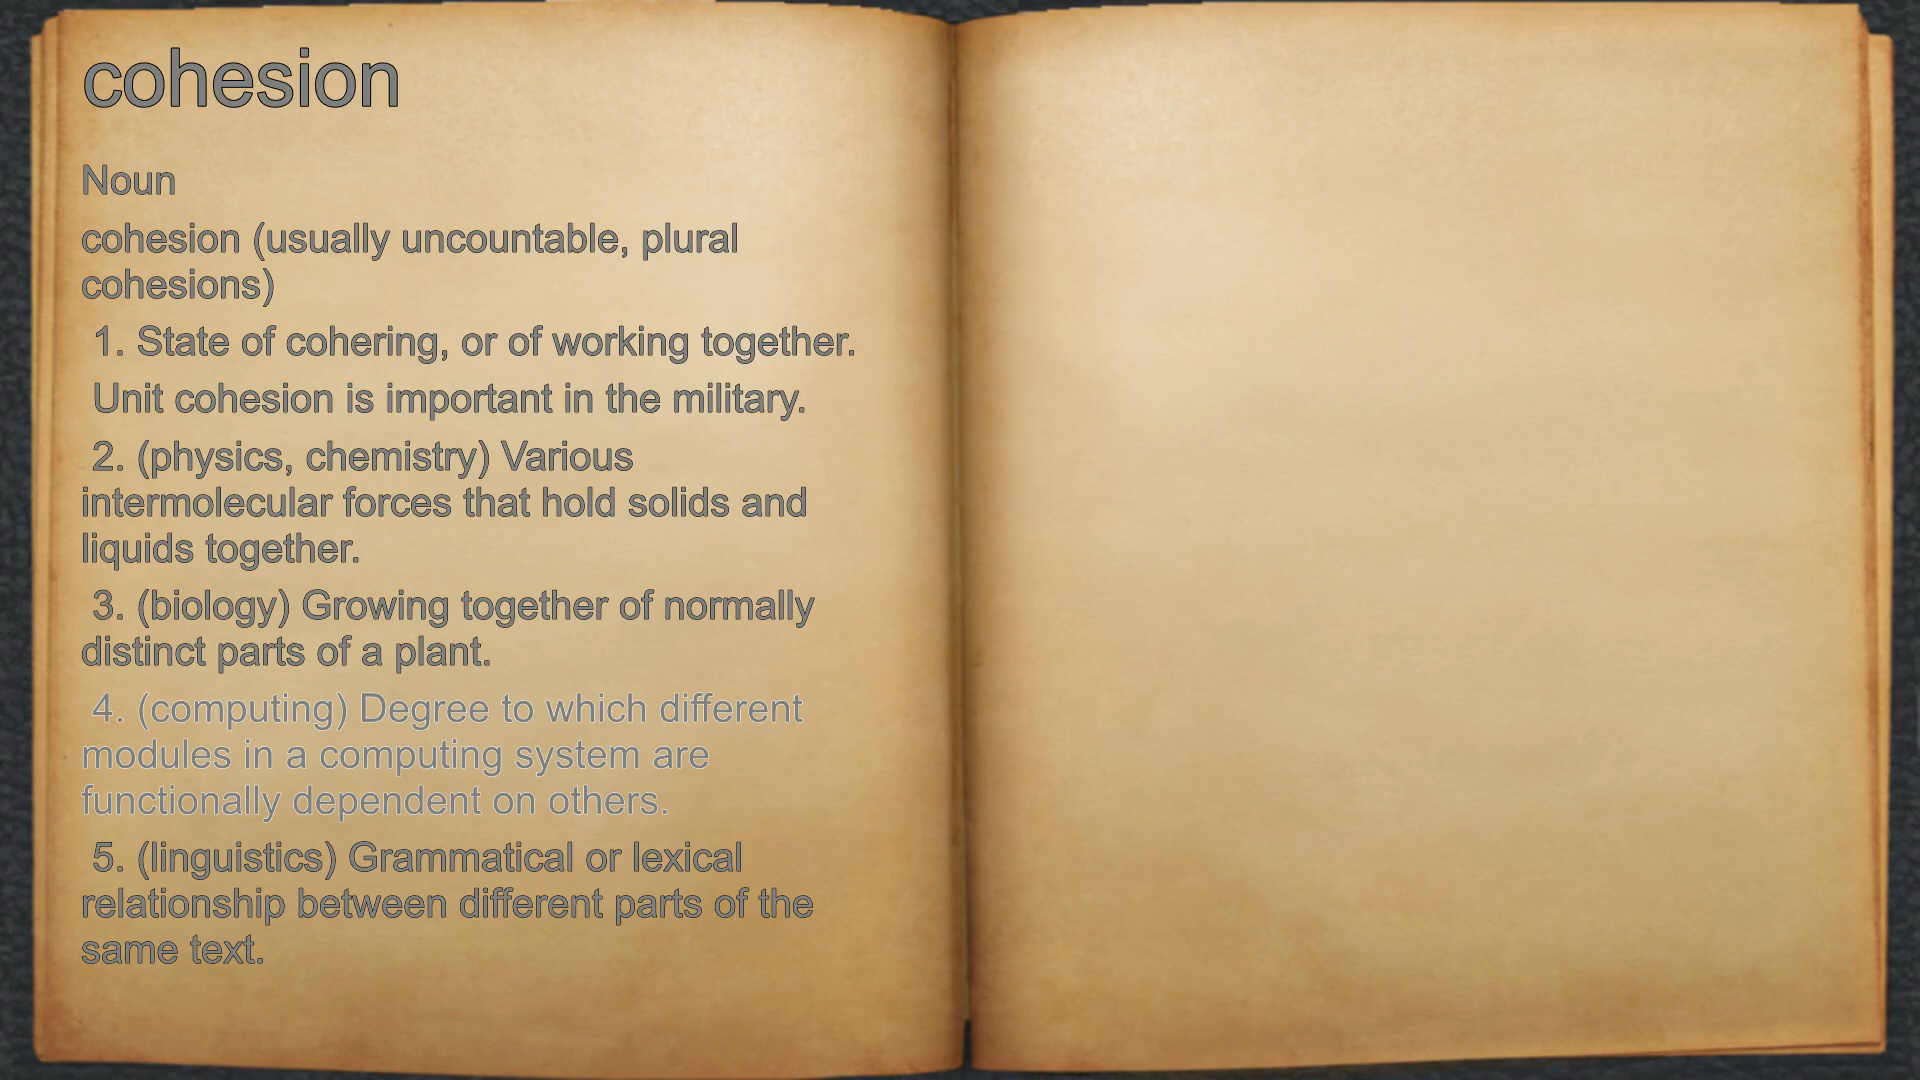 cohesion
Noun
cohesion (usually uncountable, plural
cohesions)
1. State of cohering, or of working together.
Unit cohesion is important in the military.
2. (physics, chemistry) Various
intermolecular forces that hold solids and
liquids together.
3. (biology) Growing together of normally
distinct parts of a plant.
4. (computing) Degree to which different
modules in a computing system are
functionally dependent on others.
5. (linguistics) Grammatical or lexical
relationship between different parts of the
same text.